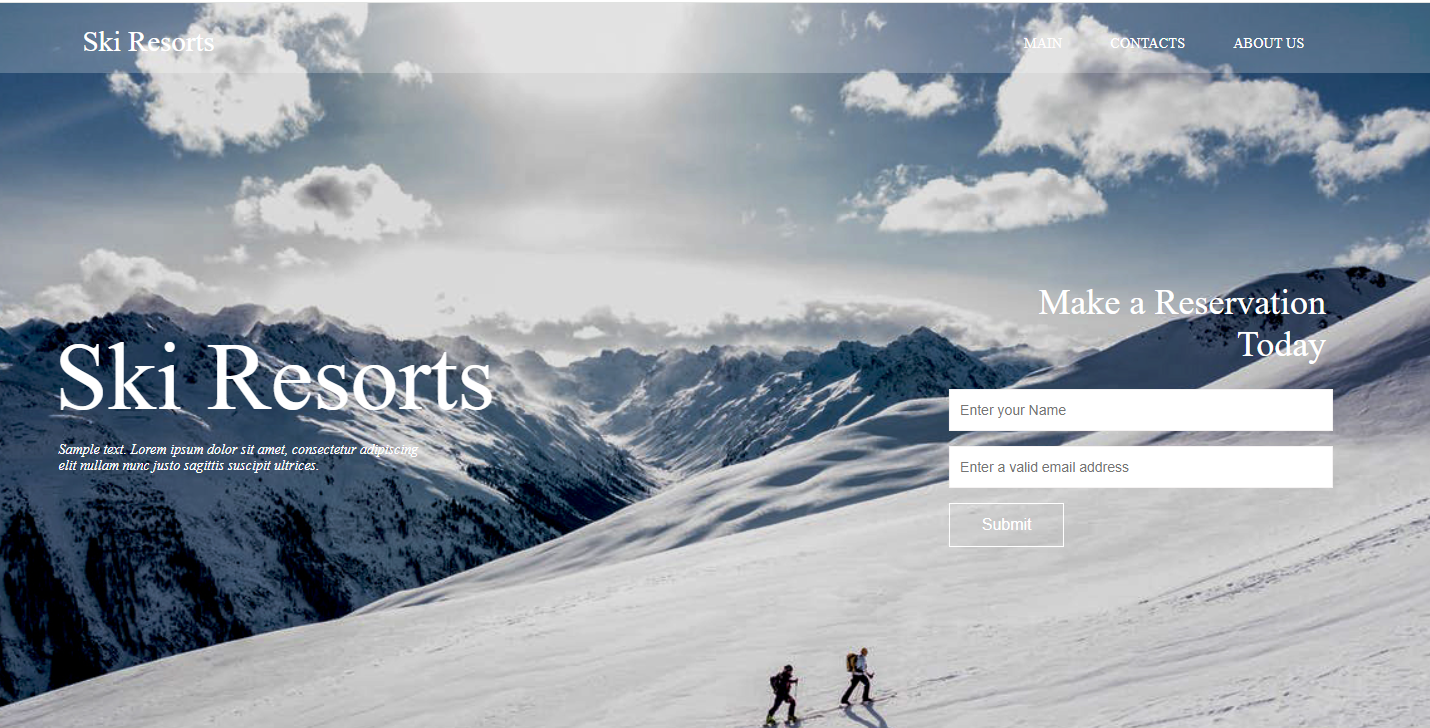 Ski Resorts
MAIN
CONTACTS
ABOUT US
Make a Reservation
Today
Ski Resorts
Sample text. Lorem ipsum dolor sit amet, consectetur adipiscing
elit nullam nunc justo sagittis suscipit ultrices.
Enter your Name
Enter a valid email address
Submit